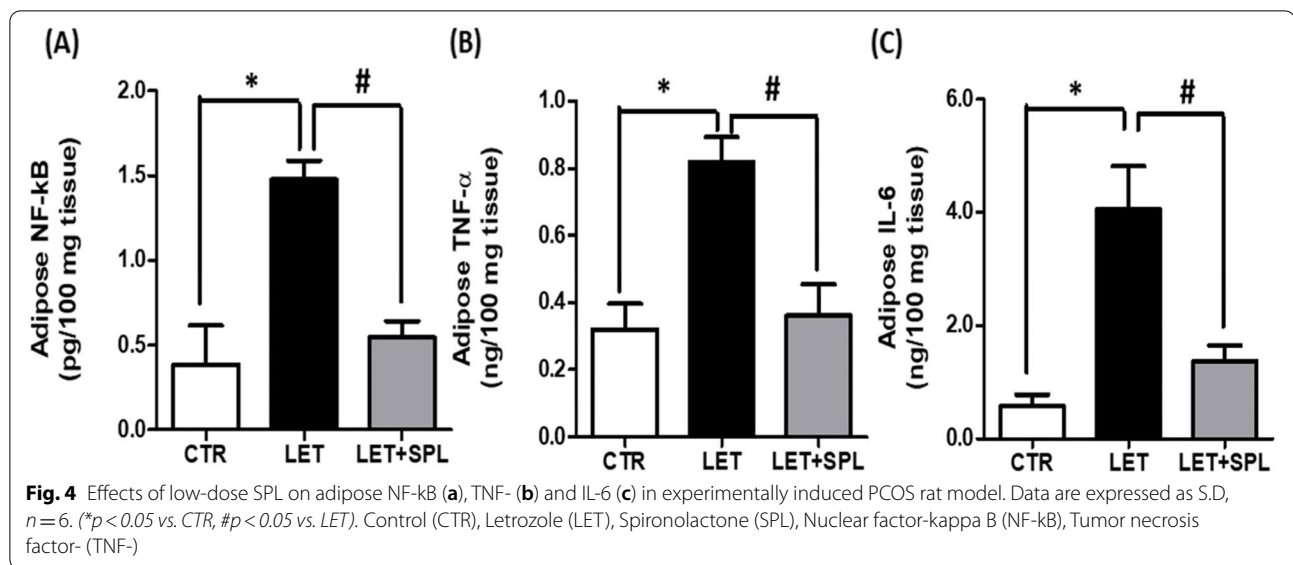 (A)
*
#
Adipose NF-kB
(pg/100 mg tissue)
2.0
1.5
1.0
0.5
0.0
CTR
LET
LET+SPL
(B)
*
#
Adipose TNF-α
(ng/100 mg tissue)
1.0
0.8
0.6
0.4
0.2
0.0
CTR
LET
LET+SPL
(C)
*
#
Adipose IL-6
(ng/100 mg tissue)
6.0
4.0
2.0
0.0
CTR
LET
LET+SPL
Fig. 4 Effects of low-dose SPL on adipose NF-kB (a), TNF- (b) and IL-6 (c) in experimentally induced PCOS rat model. Data are expressed as S.D,
n = 6. (*p < 0.05 vs. CTR, #p < 0.05 vs. LET). Control (CTR), Letrozole (LET), Spironolactone (SPL), Nuclear factor-kappa B (NF-kB), Tumor necrosis
factor- (TNF-)